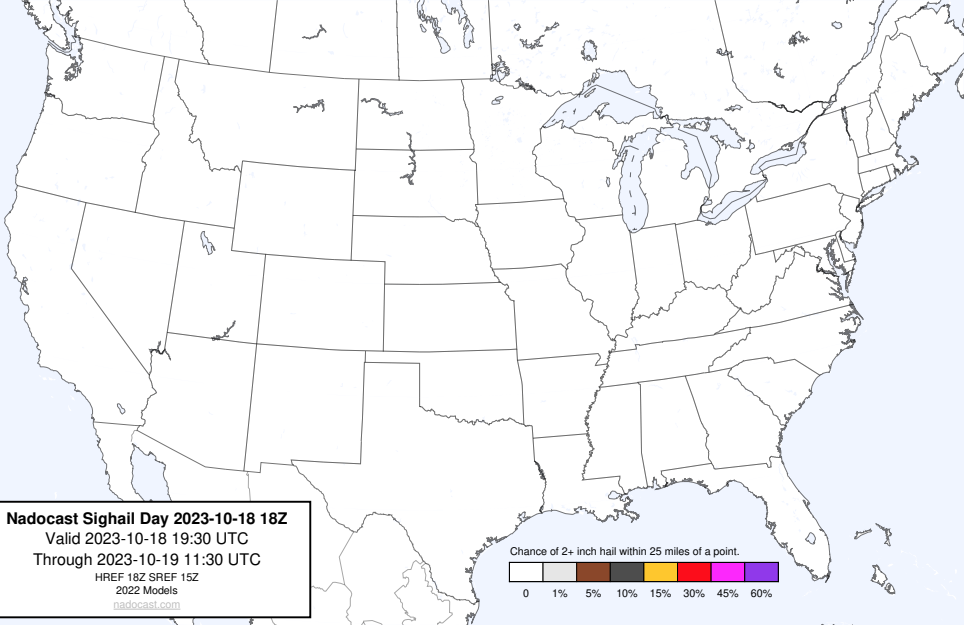 Nadocast Sighail Day 2023-10-18 18Z
Valid 2023-10-18 19:30 UTC
Through 2023-10-19 11:30 UTC
HREF 18Z SREF 15Z
2022 Models
nadocast.com
Chance of 2+ inch hail within 25 miles of a point.
0 1% 5% 10% 15% 30% 45% 60%